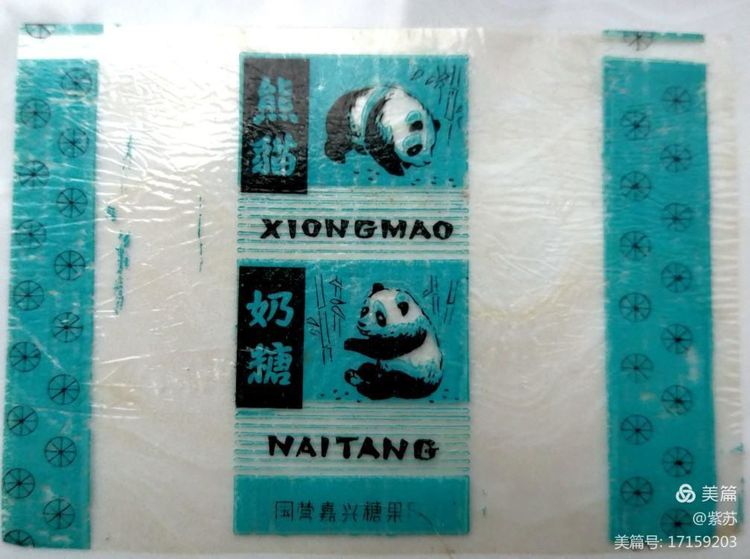 熊貓
XIONGMAO
奶糖
NAITANG
国营嘉兴糖果
美篇
@紫苏
美篇号: 17159203